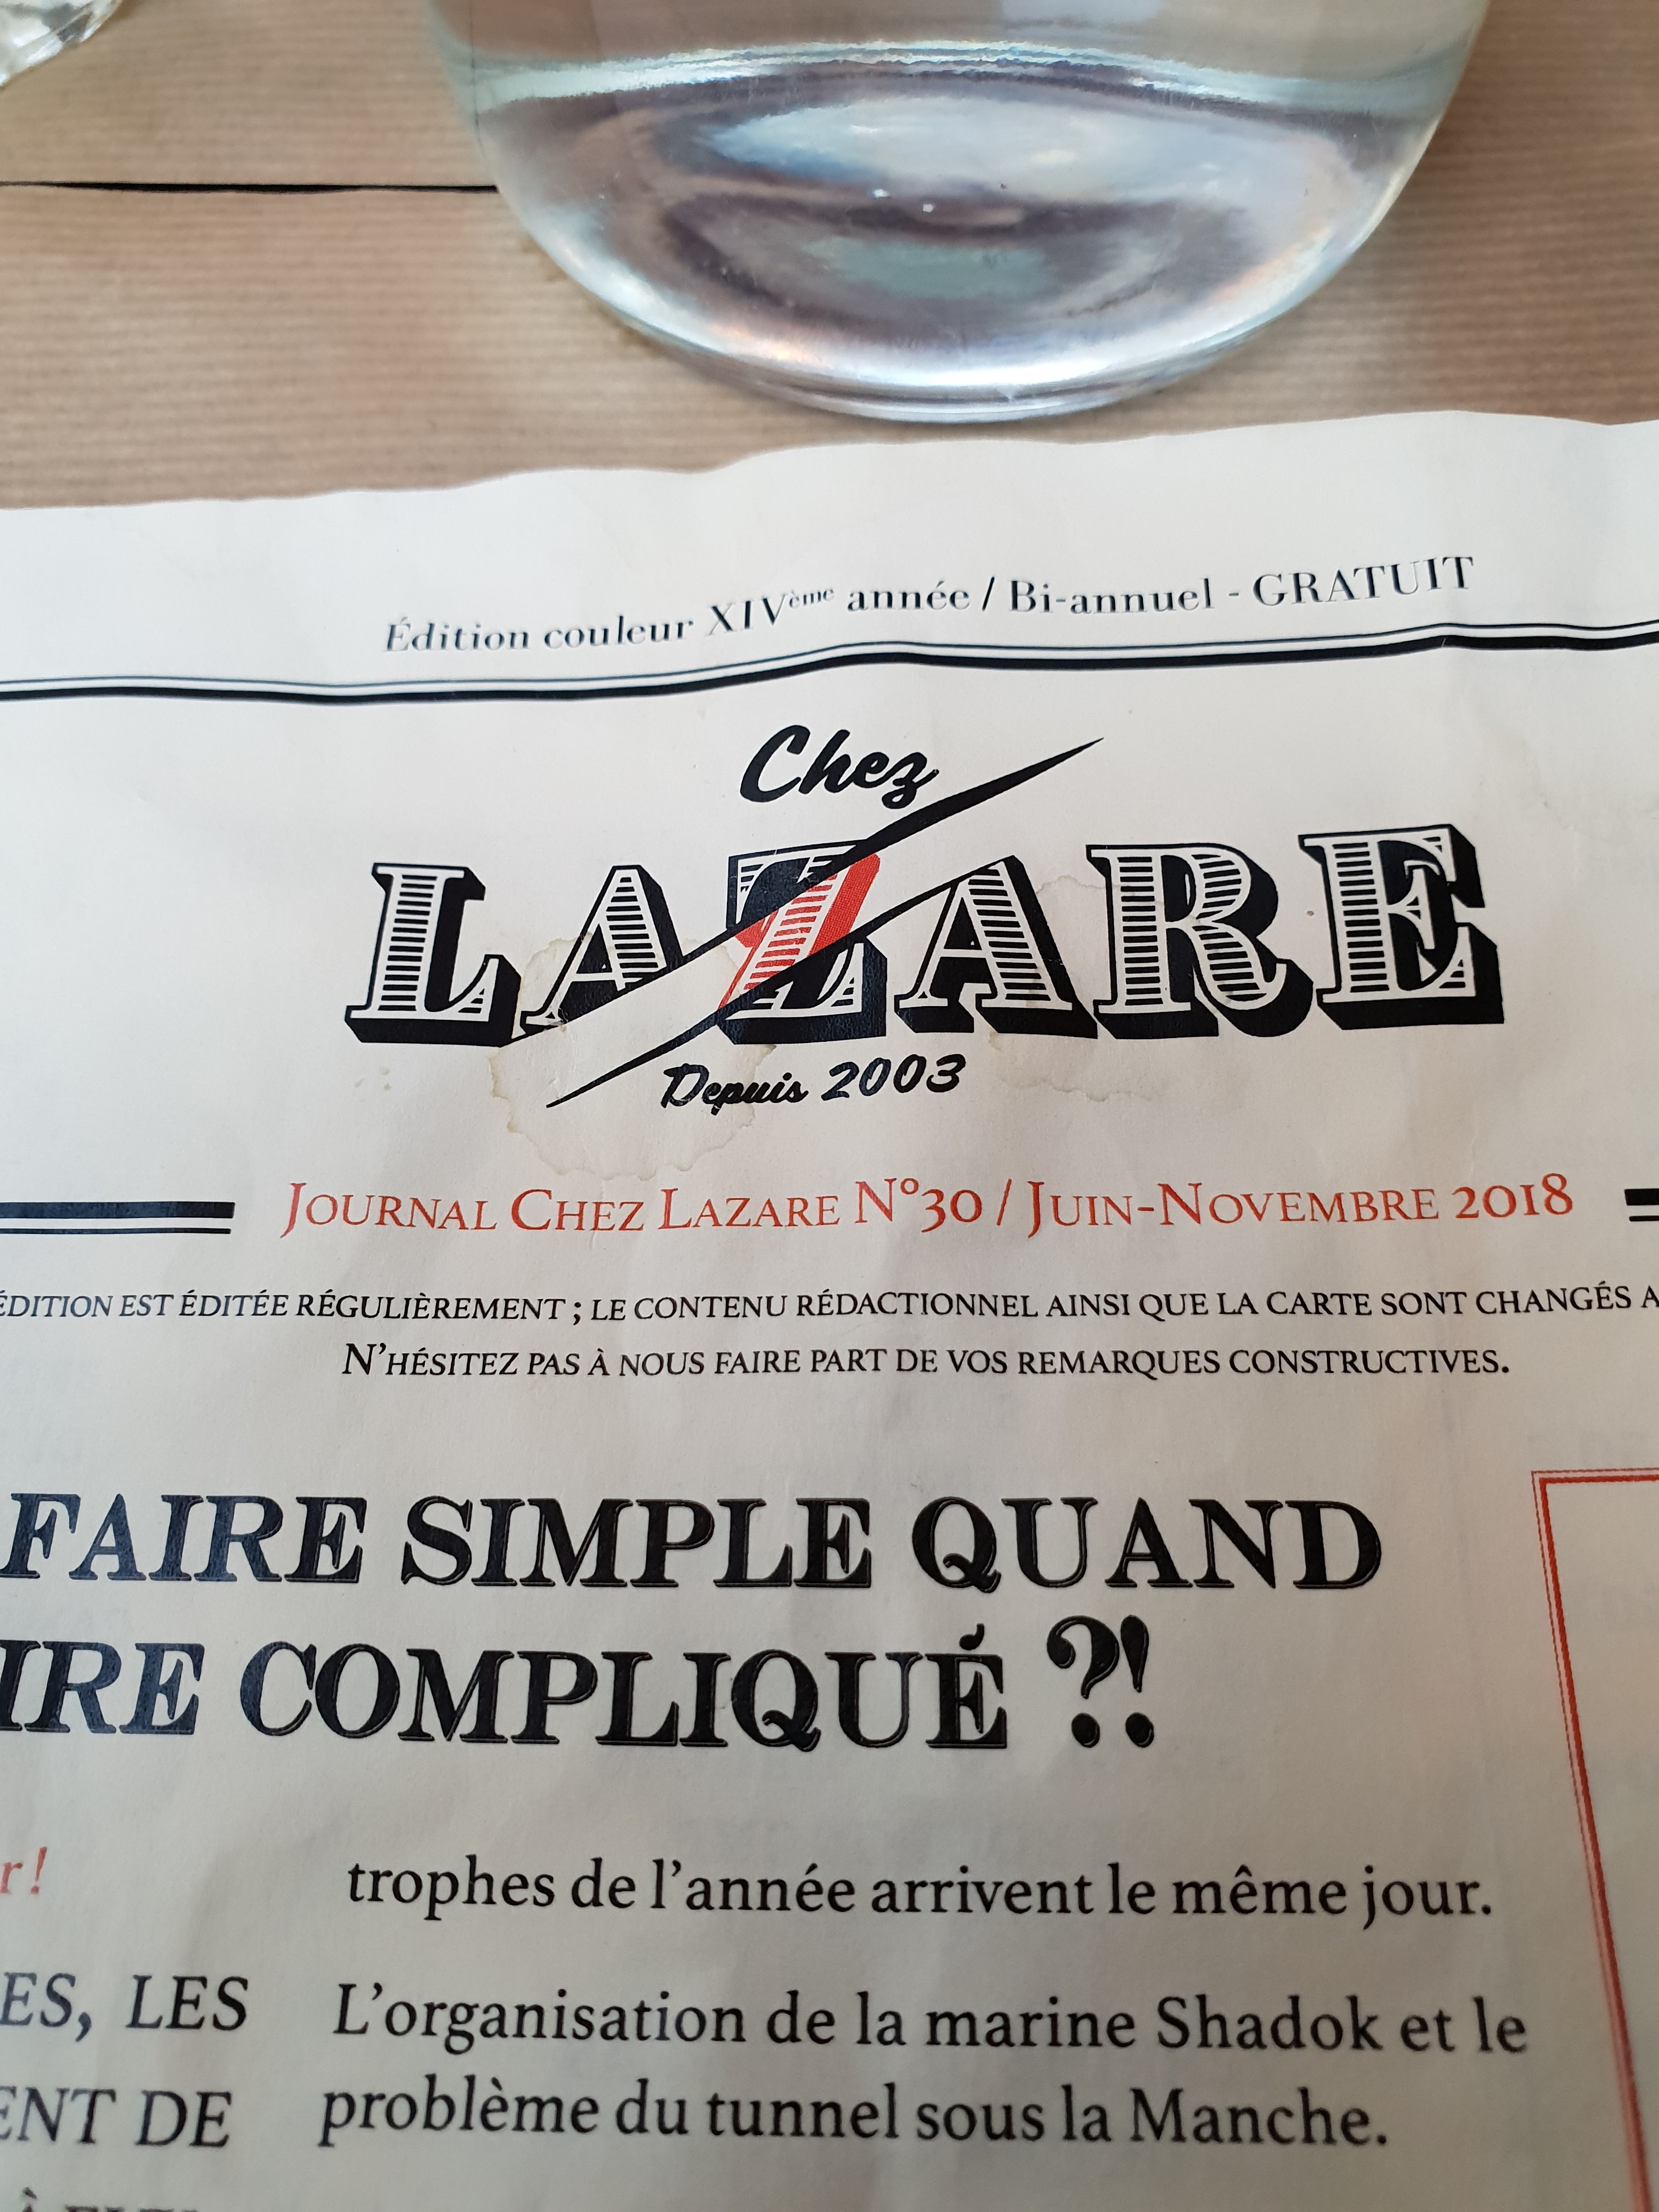 Édition couleur XIVème année / Bi-annuel - GRATUIT
Chez
LAZARE
Depuis 2003
JOURNAL CHEZ LAZARE N°30 / JUIN-NOVEMBRE 2018
ÉDITION EST ÉDITÉE RÉGULIÈREMENT ; LE CONTENU RÉDACTIONNEL AINSI QUE LA CARTE SONT CHANGÉS
N'HÉSITEZ PAS À NOUS FAIRE PART DE VOS REMARQUES CONSTRUCTIVES.
FAIRE SIMPLE QUAND
IRE COMPLIQUÉ ?!
r !
ES, LES
ENT DE
trophes de l'année arrivent le même jour.
L'organisation de la marine Shadok et le
problème du tunnel sous la Manche.